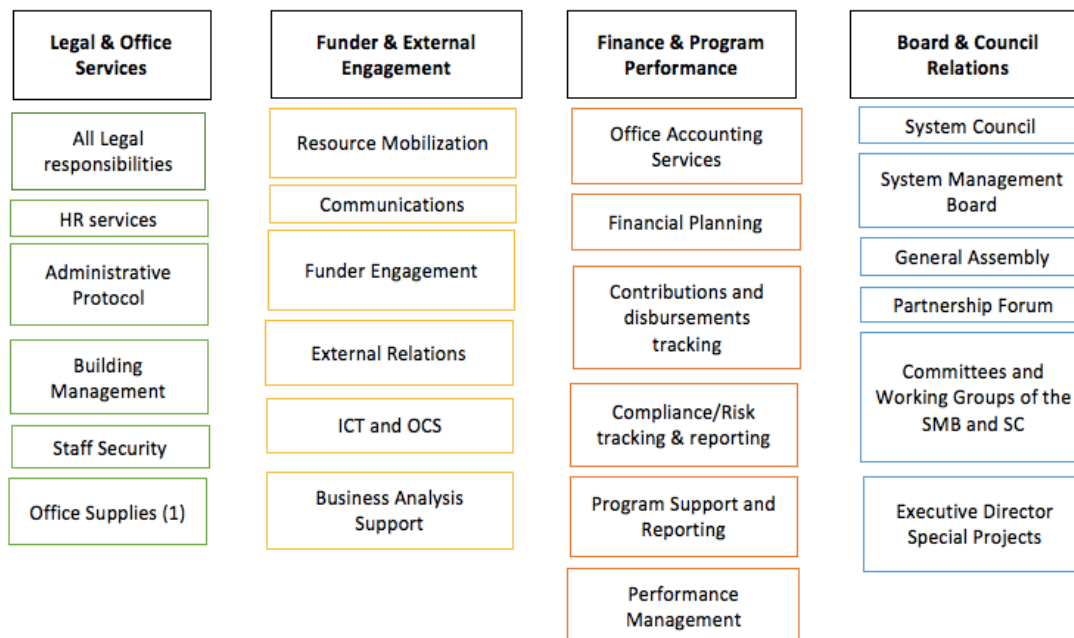 Legal & Office
Services
All Legal
responsibilities
HR services
Administrative
Protocol
Building
Management
Staff Security
Office Supplies (1)
Funder & External
Engagement
Resource Mobilization
Communications
Funder Engagement
External Relations
ICT and OCS
Business Analysis
Support
Finance & Program
Performance
Office Accounting
Services
Financial Planning
Contributions and
disbursements
tracking
Compliance/Risk
tracking & reporting
Program Support and
Reporting
Performance
Management
Board & Council
Relations
System Council
System Management
Board
General Assembly
Partnership Forum
Committees and
Working Groups of the
SMB and SC
Executive Director
Special Projects